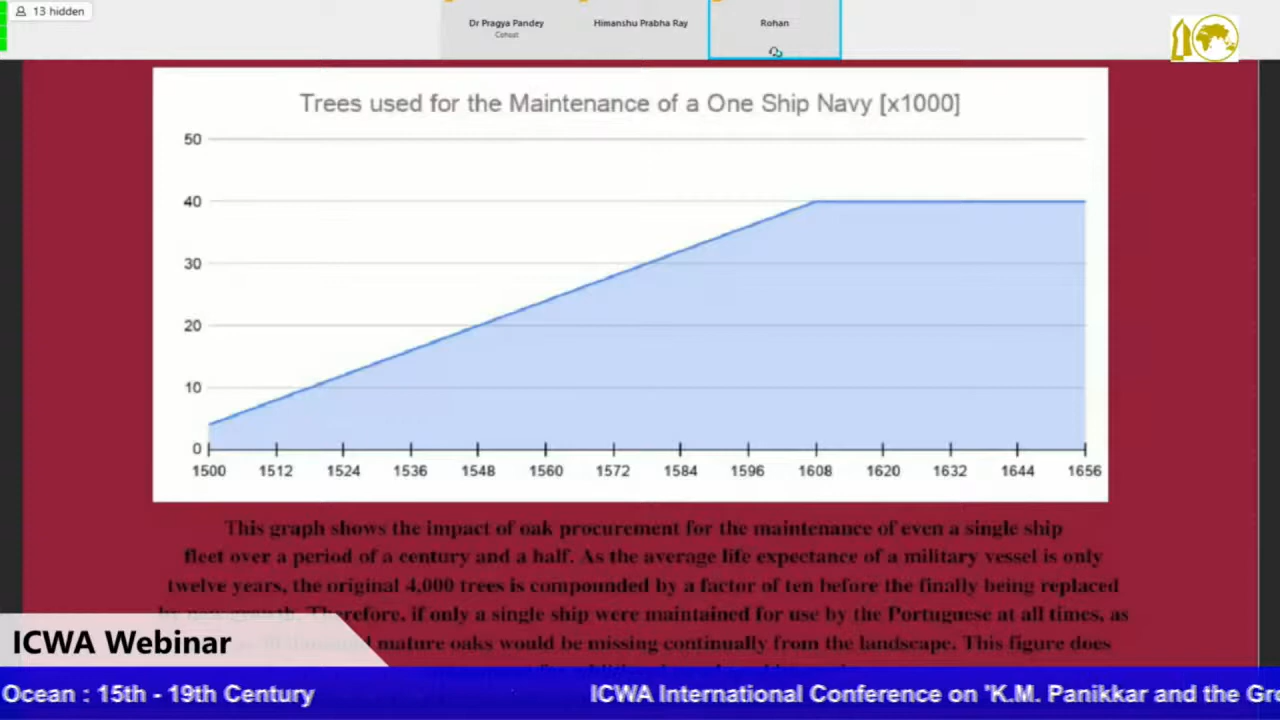 13 hidden
Dr Pragya Pandey
Cohost
Himanshu Prabha Ray
Rohan
Trees used for the Maintenance of a One Ship Navy [x1000]
50
40
30
20
10
0
1500 1512 1524 1536 1548 1560 1572 1584 1596 1608 1620 1632 1644 1656
This graph shows the impact of oak procurement for the maintenance of even a single ship
fleet over a period of a century and a half. As the average life expectance of a military vessel is only
twelve years, the original 4,000 trees is compounded by a factor of ten before the finally being replaced
by new growth. Therefore, if only a single ship were maintained for use by the Portuguese at all times, as
mature oaks would be missing continually from the landscape. This figure does
ICWA Webinar
Ocean : 15th - 19th Century ICWA International Conference on 'K.M. Panikkar and the Gro